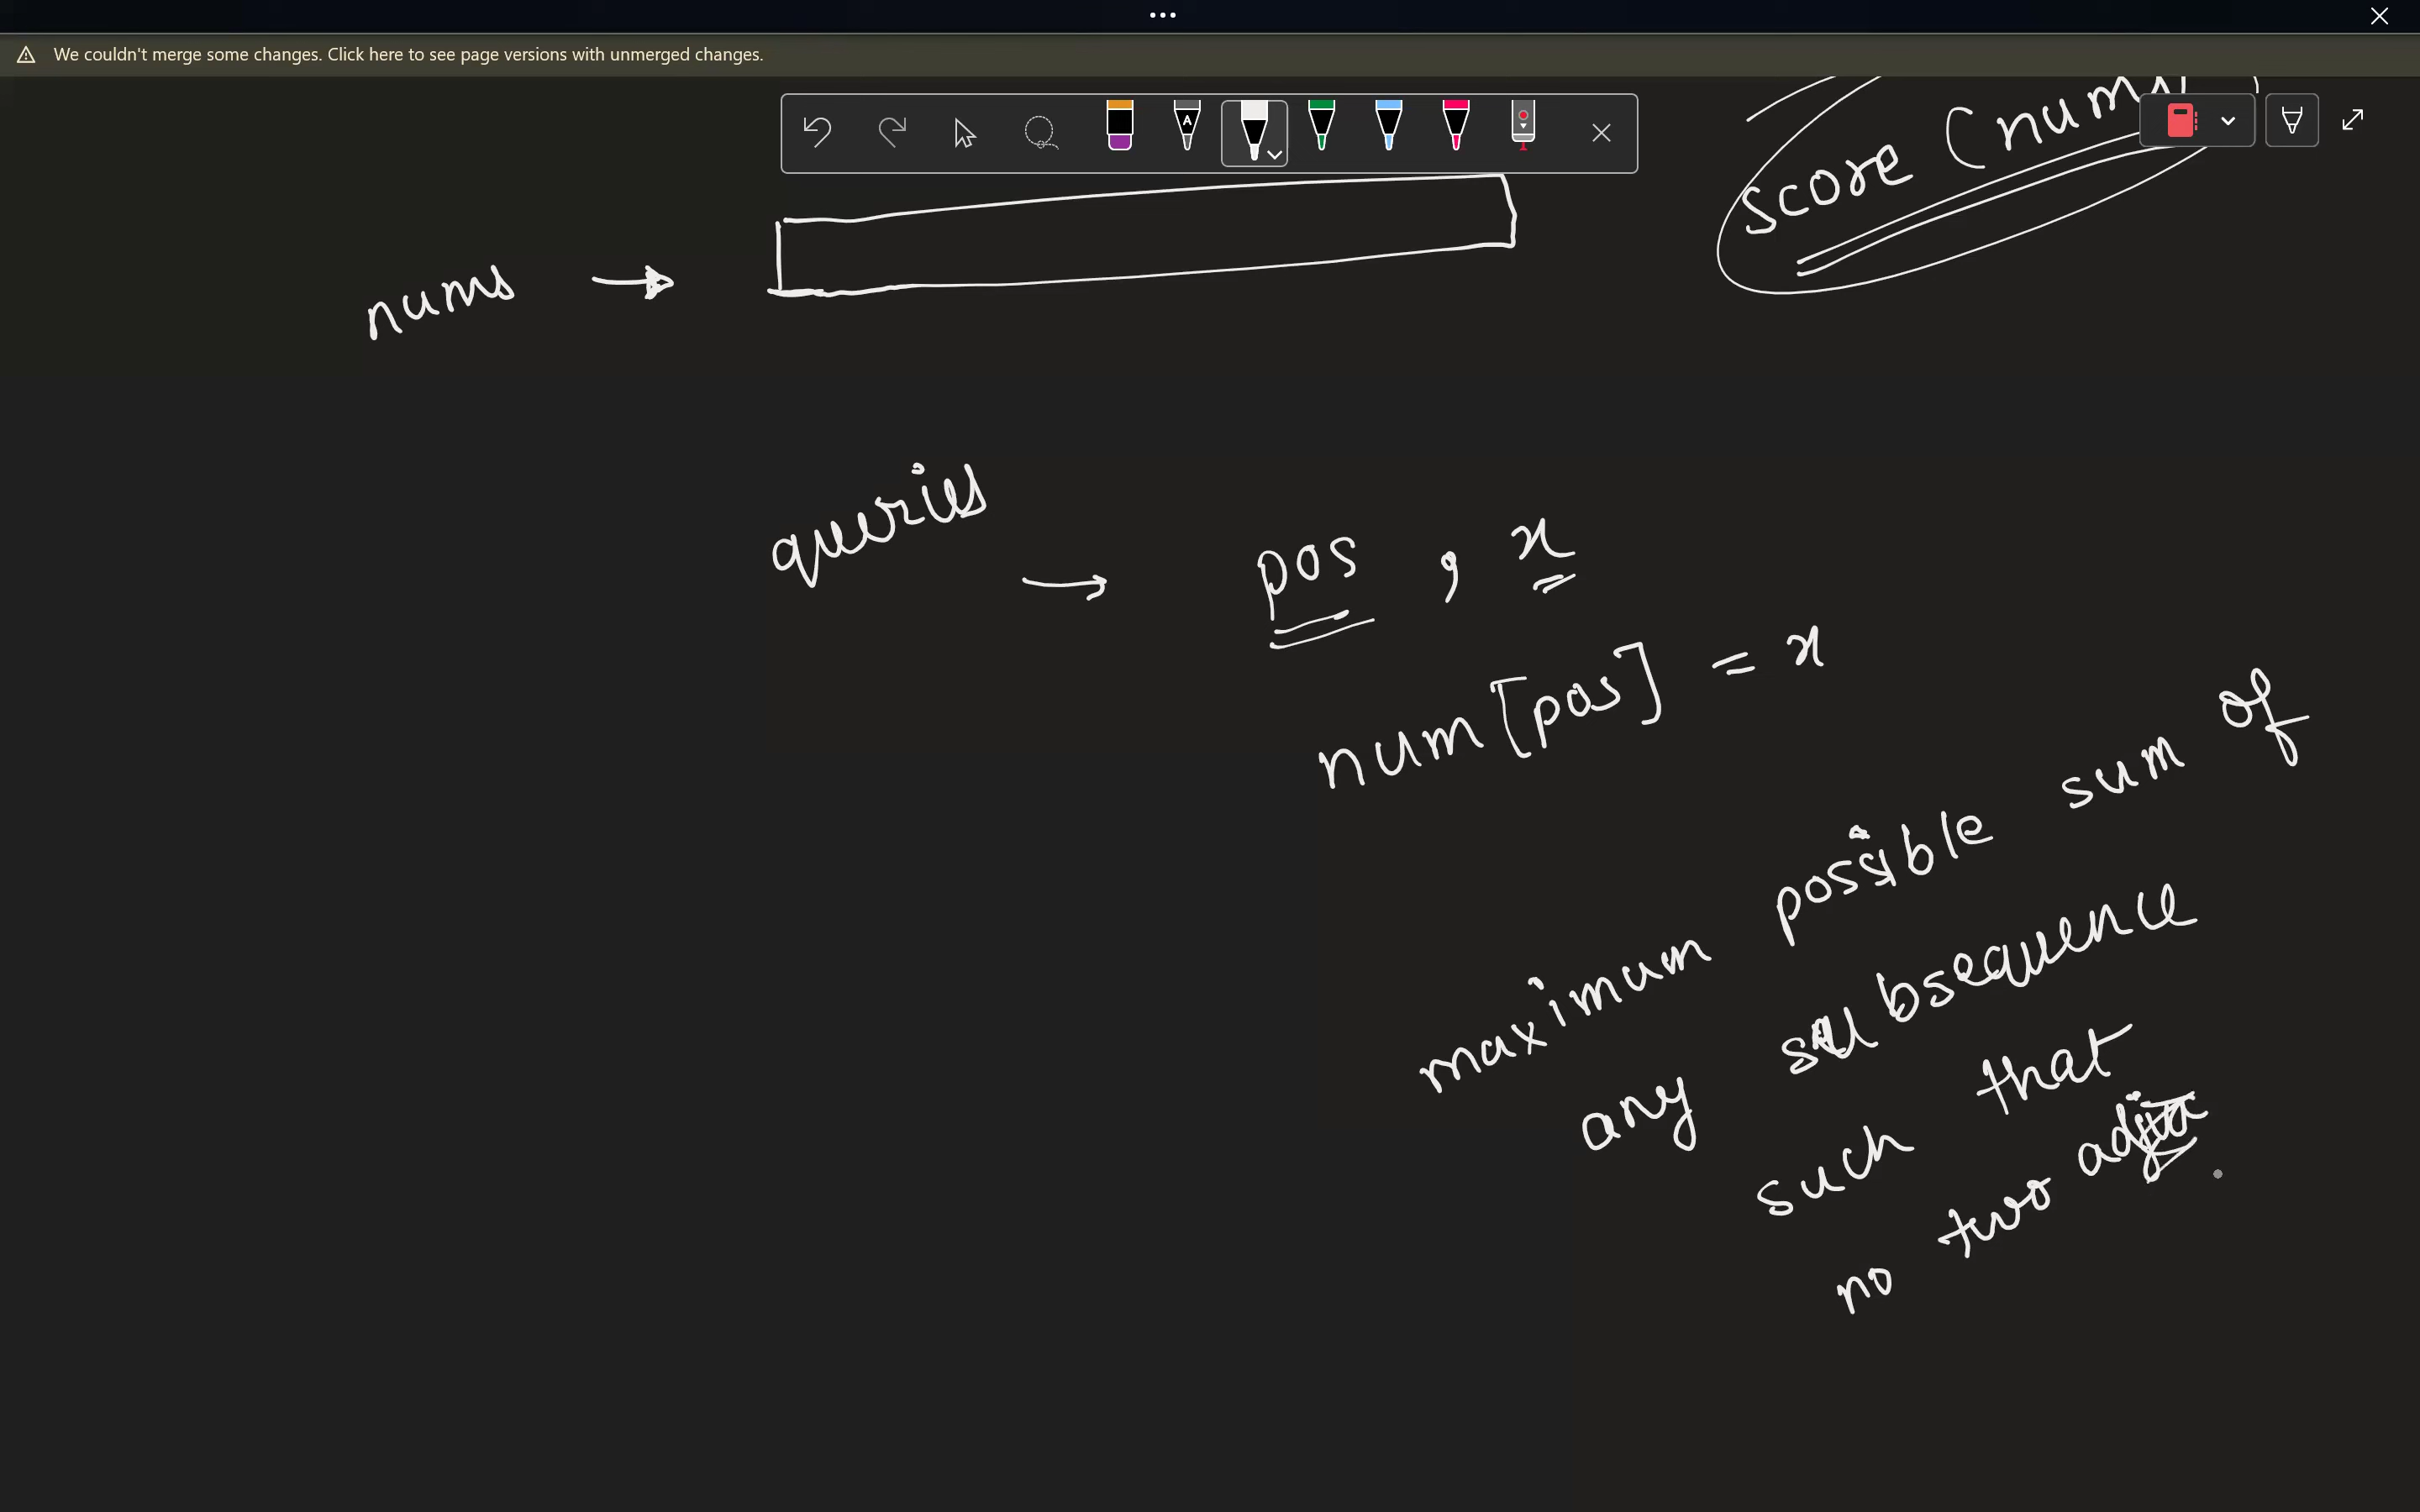 We couldn't merge some changes. Click here to see page versions with unmerged changes.
score (nums
nums →
queries → pos , x
num[pos] = x
maximum possible sum of
any subsequence
such that
no two